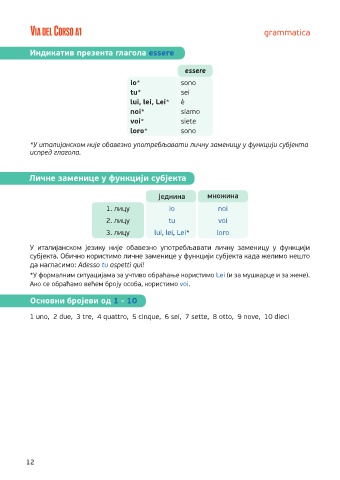 VIA DEL CORSO A1
grammatica
Индикатив презента глагола essere
essere
io* sono
tu* sei
lui, lei, Lei* è
noi* siamo
voi* siete
loro* sono
*У италијанском није обавезно употребљавати личну заменицу у функцији субјекта
испред глагола.
Личне заменице у функцији субјекта
једнина множина
1. лицу io noi
2. лицу tu voi
3. лицу lui, lei, Lei* loro
У италијанском језику није обавезно употребљавати личну заменицу у функцији
субјекта. Обично користимо личне заменице у функцији субјекта када желимо нешто
да нагласимо: Adesso tu aspetti qui!
*У формалним ситуацијама за учтиво обраћање користимо Lei (и за мушкарце и за жене).
Ако се обраћамо већем броју особа, користимо voi.
Основни бројеви од 1 - 10
1 uno, 2 due, 3 tre, 4 quattro, 5 cinque, 6 sei, 7 sette, 8 otto, 9 nove, 10 dieci
12